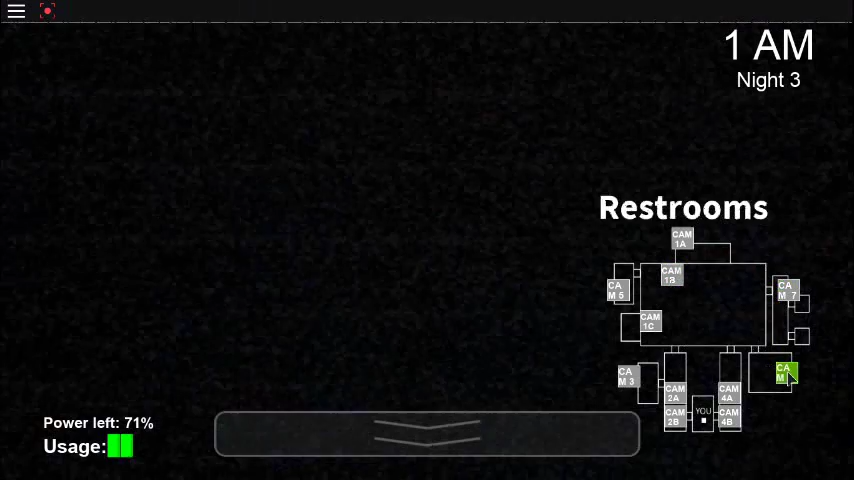 1 AM
Night 3
Restrooms
CAM
1A
CAM
1B
CA
M 5
CA
M 7
CAM
1C
CA
M 3
CA
M
CAM
2A
CAM
4A
YOU
CAM
2B
CAM
4B
Power left: 71%
Usage: